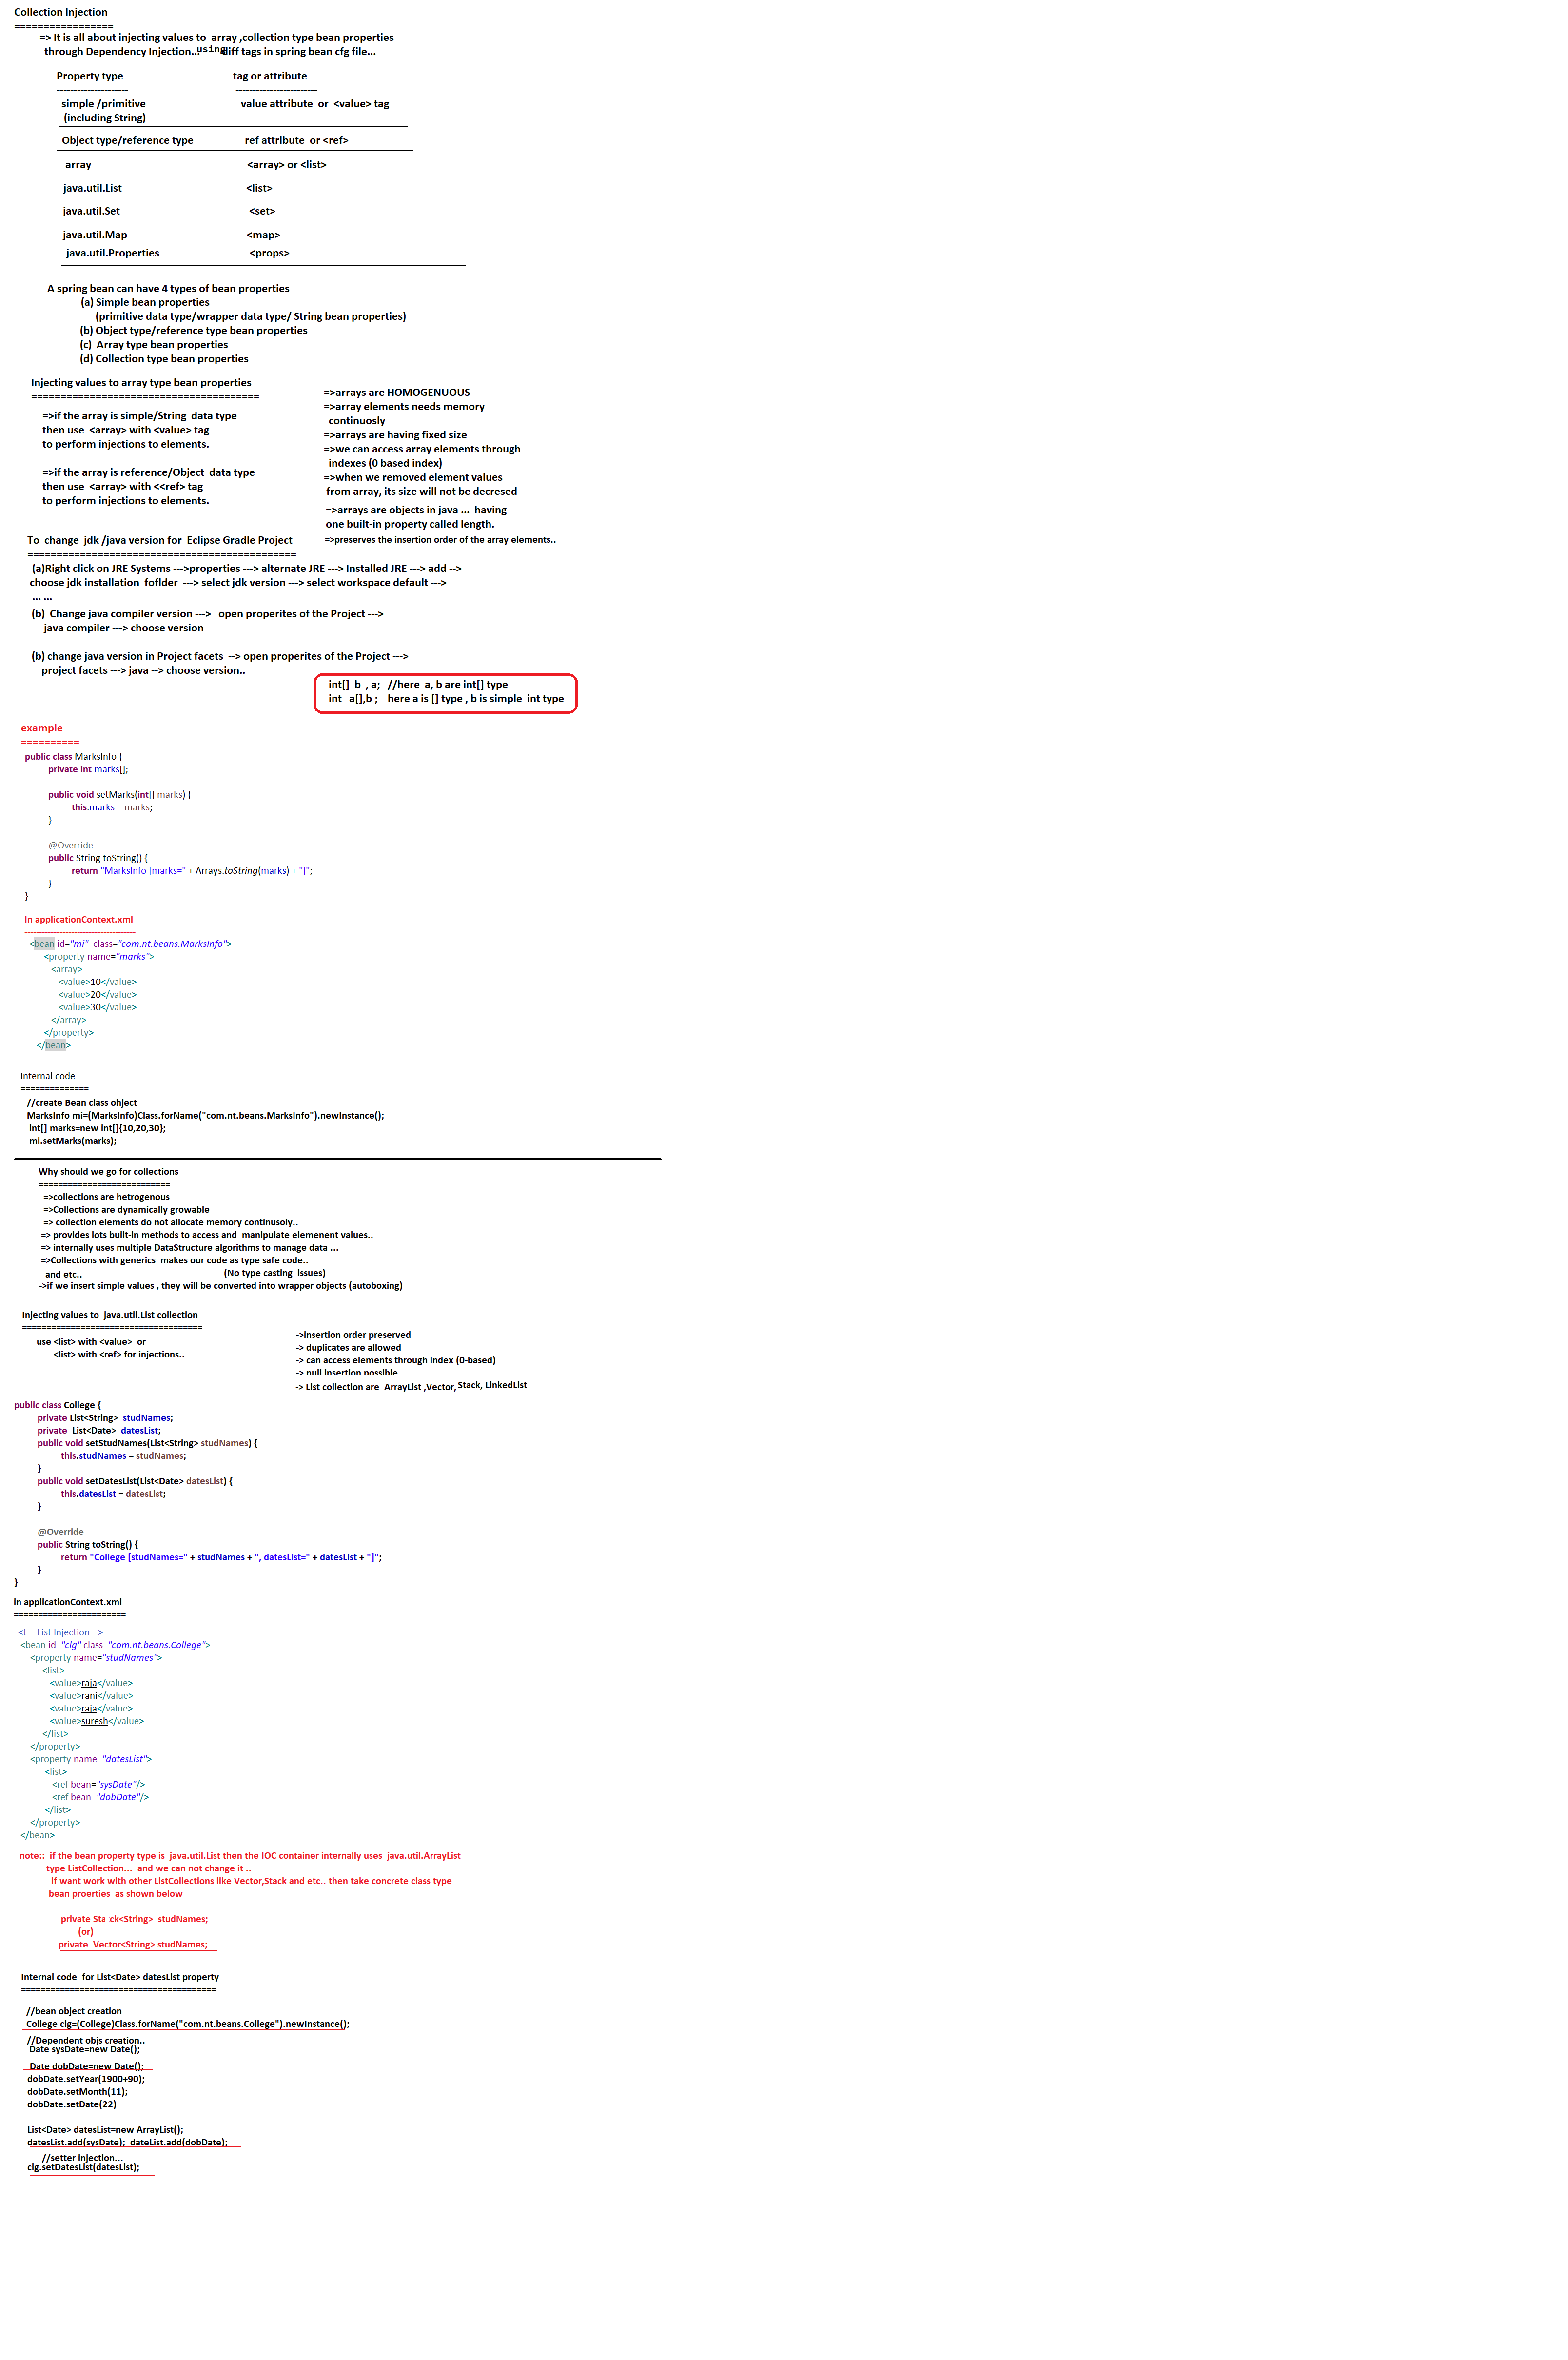 Collection Injection
=================
=> It is all about injecting values to  array ,collection type bean properties
through Dependency Injection... using diff tags in spring bean cfg file...
Property type    tag or attribute
---------------------    ------------------------
simple /primitive    value attribute  or  <value> tag
(including String)
Object type/reference type    ref attribute  or <ref>
array    <array> or <list>
java.util.List    <list>
java.util.Set    <set>
java.util.Map    <map>
java.util.Properties    <props>
A spring bean can have 4 types of bean properties
(a) Simple bean properties
(primitive data type/wrapper data type/ String bean properties)
(b) Object type/reference type bean properties
(c)  Array type bean properties
(d) Collection type bean properties
Injecting values to array type bean properties
=======================================
=>if the array is simple/String  data type
then use  <array> with <value> tag
to perform injections to elements.
=>if the array is reference/Object  data type
then use  <array> with <<ref> tag
to perform injections to elements.
=>arrays are HOMOGENUOUS
=>array elements needs memory
continuosly
=>arrays are having fixed size
=>we can access array elements through
indexes (0 based index)
=>when we removed element values
from array, its size will not be decresed
=>arrays are objects in java ...  having
one built-in property called length.
=>preserves the insertion order of the array elements..
To  change  jdk /java version for  Eclipse Gradle Project
==============================================
(a)Right click on JRE Systems --->properties ---> alternate JRE ---> Installed JRE ---> add -->
choose jdk installation  foflder  ---> select jdk version ---> select workspace default --->
... ...
(b)  Change java compiler version --->   open properites of the Project --->
java compiler ---> choose version
(b) change java version in Project facets  --> open properites of the Project --->
project facets ---> java --> choose version..
int[]  b  , a;   //here  a, b are int[] type
int   a[],b ;    here a is [] type , b is simple  int type
example
==========
public class MarksInfo {
private int marks[];
public void setMarks(int[] marks) {
this.marks = marks;
}
@Override
public String toString() {
return "MarksInfo [marks=" + Arrays.toString(marks) + "]";
}
}
In applicationContext.xml
-------------------------------------
<bean id="mi"  class="com.nt.beans.MarksInfo">
<property name="marks">
<array>
<value>10</value>
<value>20</value>
<value>30</value>
</array>
</property>
</bean>
Internal code
==============
//create Bean class ohject
MarksInfo mi=(MarksInfo)Class.forName("com.nt.beans.MarksInfo").newInstance();
int[] marks=new int[]{10,20,30};
mi.setMarks(marks);
Why should we go for collections
===========================
=>collections are hetrogenous
=>Collections are dynamically growable
=> collection elements do not allocate memory continusoly..
=> provides lots built-in methods to access and  manipulate elemenent values..
=> internally uses multiple DataStructure algorithms to manage data ...
=>Collections with generics  makes our code as type safe code..
and etc..    (No type casting  issues)
->if we insert simple values , they will be converted into wrapper objects (autoboxing)
Injecting values to  java.util.List collection
=====================================
use <list> with <value>  or
<list> with <ref> for injections..
->insertion order preserved
-> duplicates are allowed
-> can access elements through index (0-based)
-> null insertion possible
-> List collection are  ArrayList ,Vector, Stack, LinkedList
public class College {
private List<String>  studNames;
private  List<Date>  datesList;
public void setStudNames(List<String> studNames) {
this.studNames = studNames;
}
public void setDatesList(List<Date> datesList) {
this.datesList = datesList;
}
@Override
public String toString() {
return "College [studNames=" + studNames + ", datesList=" + datesList + "]";
}
}
in applicationContext.xml
=======================
<!--  List Injection -->
<bean id="clg" class="com.nt.beans.College">
<property name="studNames">
<list>
<value>raja</value>
<value>rani</value>
<value>raja</value>
<value>suresh</value>
</list>
</property>
<property name="datesList">
<list>
<ref bean="sysDate"/>
<ref bean="dobDate"/>
</list>
</property>
</bean>
note::  if the bean property type is  java.util.List then the IOC container internally uses  java.util.ArrayList
type ListCollection...  and we can not change it ..
if want work with other ListCollections like Vector,Stack and etc.. then take concrete class type
bean proerties  as shown below
private Sta ck<String>  studNames;
(or)
private  Vector<String> studNames;
Internal code  for List<Date> datesList property
========================================
//bean object creation
College clg=(College)Class.forName("com.nt.beans.College").newInstance();
//Dependent objs creation..
Date sysDate=new Date();
Date dobDate=new Date();
dobDate.setYear(1900+90);
dobDate.setMonth(11);
dobDate.setDate(22)
List<Date> datesList=new ArrayList();
datesList.add(sysDate);  dateList.add(dobDate);
//setter injection...
clg.setDatesList(datesList);